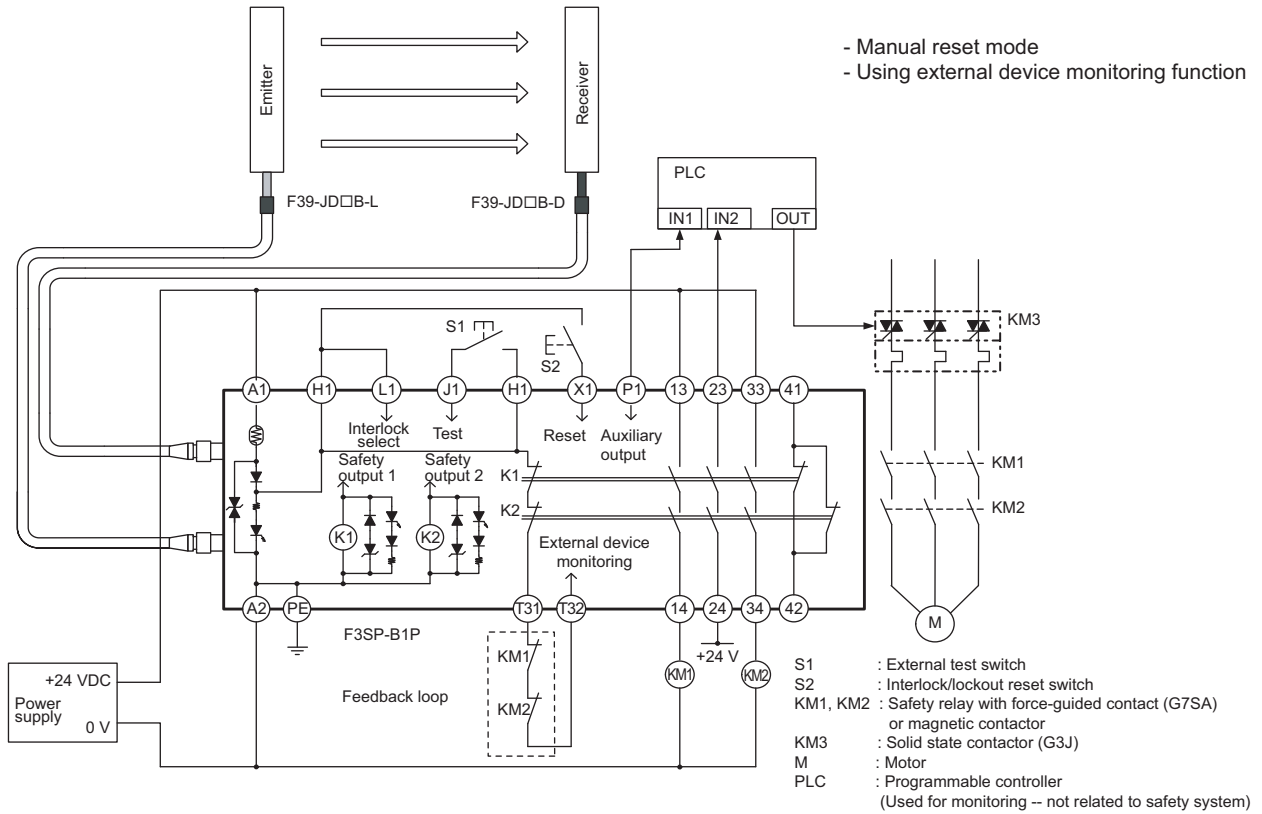 - Manual reset mode
- Using external device monitoring function
Emitter
Receiver
F39-JD□B-L
F39-JD□B-D
PLC
IN1
IN2
OUT
KM3
S1
S2
A1
H1
L1
J1
H1
X1
P1
13
23
33
41
Interlock
select
Test
Reset
Auxiliary
output
Safety
output 1
Safety
output 2
K1
K2
K1
K2
KM1
KM2
External device
monitoring
A2
PE
T31
T32
14
24
34
42
M
F3SP-B1P
+24 V
KM1
KM2
KM1
KM2
Feedback loop
+24 VDC
Power
supply
0 V
S1 : External test switch
S2 : Interlock/lockout reset switch
KM1, KM2 : Safety relay with force-guided contact (G7SA)
or magnetic contactor
KM3 : Solid state contactor (G3J)
M : Motor
PLC : Programmable controller
(Used for monitoring -- not related to safety system)